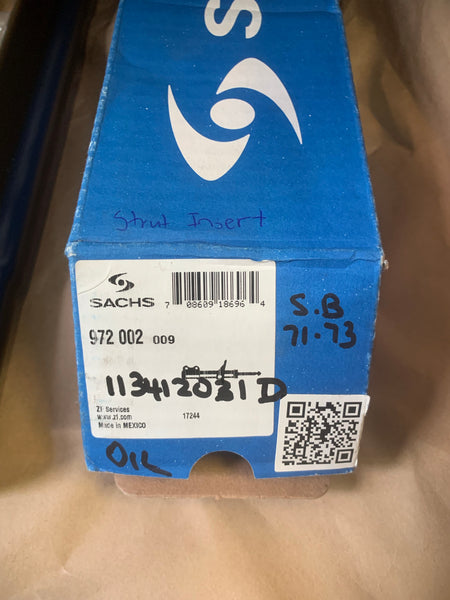 S
Strut Insert
SACHS
7 08609 18696 4
S.B
71-73
972 002 009
113412031D
ZF Services
www.zf.com
Made in MEXICO
17244
OIL